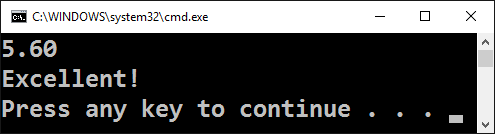 C:\WINDOWS\system32\cmd.exe
5.60
Excellent!
Press any key to continue . . .